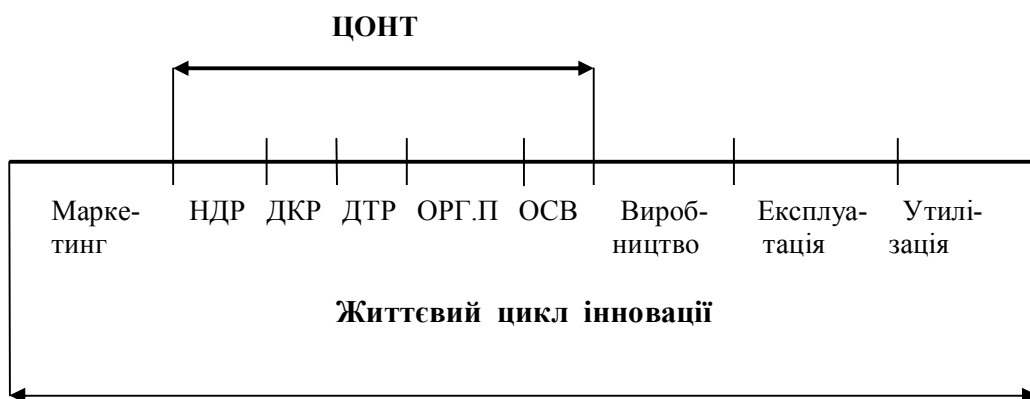 ЦОНТ
Марке- НДР ДКР ДТР ОРГ.П ОСВ Вироб- Експлуа- Утилі-
тинг ництво тація зація
Життєвий цикл інновації